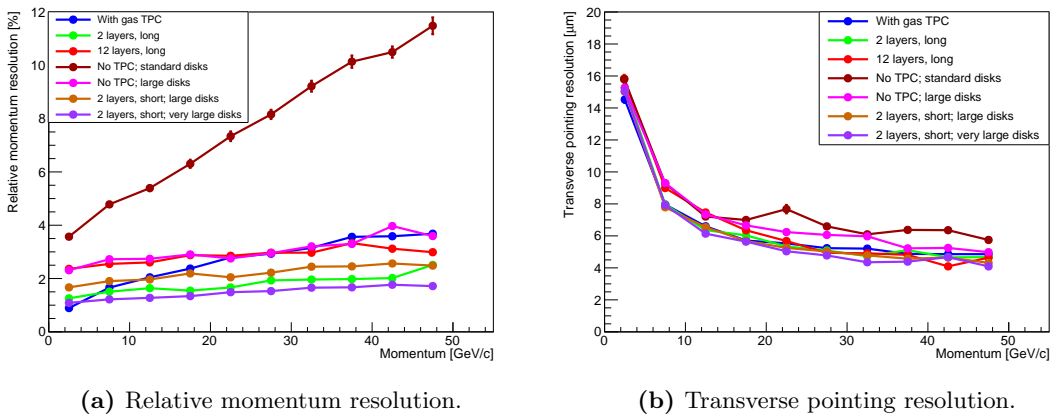 Relative momentum resolution [%]
12
10
8
6
4
2
0
0 10 20 30 40 50
Momentum [GeV/c]
With gas TPC
2 layers, long
12 layers, long
No TPC; standard disks
No TPC; large disks
2 layers, short; large disks
2 layers, short; very large disks
(a) Relative momentum resolution.
Transverse pointing resolution [µm]
20
18
16
14
12
10
8
6
4
2
0
0 10 20 30 40 50
Momentum [GeV/c]
With gas TPC
2 layers, long
12 layers, long
No TPC; standard disks
No TPC; large disks
2 layers, short; large disks
2 layers, short; very large disks
(b) Transverse pointing resolution.